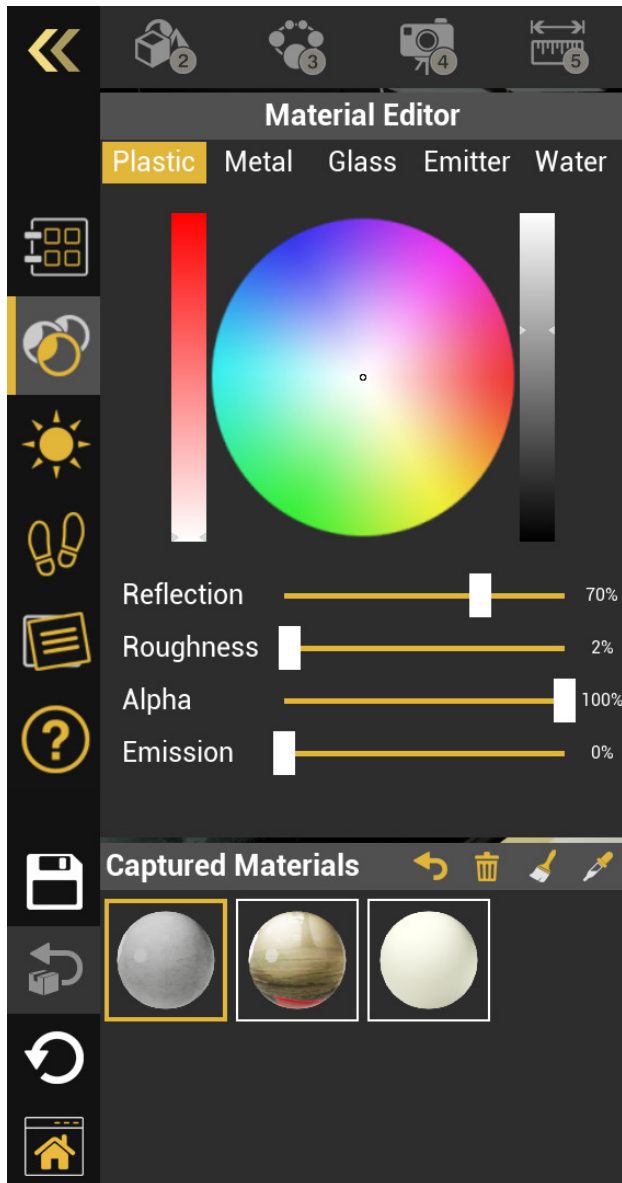 2 3 4 5
Material Editor
Plastic Metal Glass Emitter Water
Reflection 70%
Roughness 2%
Alpha 100%
Emission 0%
?
Captured Materials